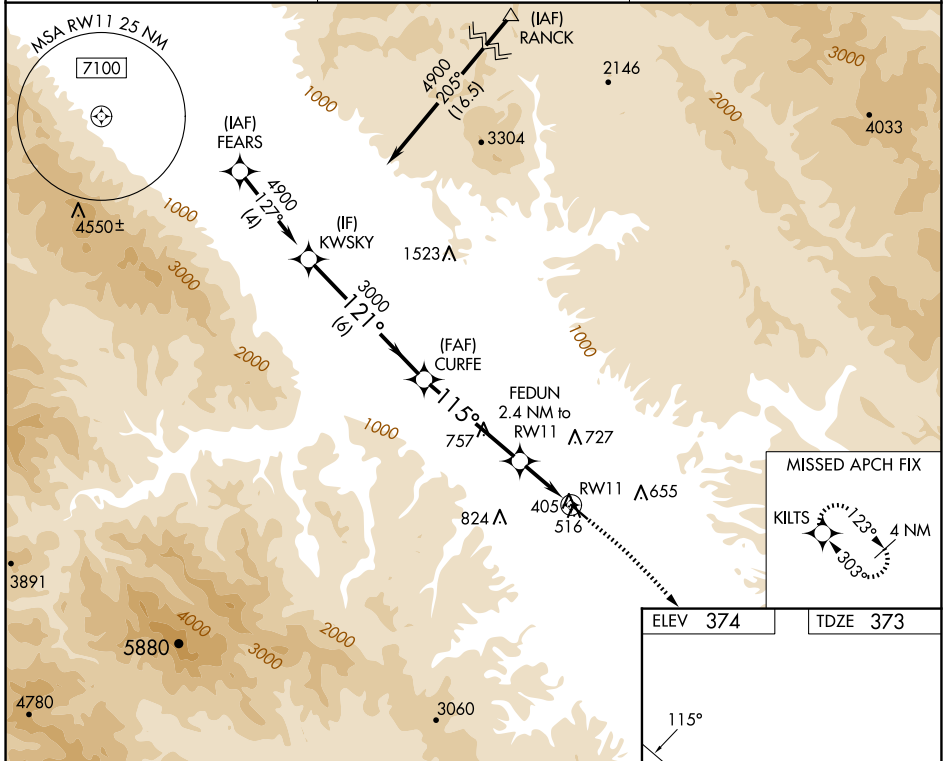 MSA RW11 25 NM
7100
(IAF)
RANCK
4900
205°
(16.5)
1000
2146
3000
2000
4033
3304
(IAF)
FEARS
4900
127°
(4)
4550±
1000
3000
2000
(IF)
KWSKY
1523
3000
121°
(6)
1000
(FAF)
CURFE
115°
757
FEDUN
2.4 NM to
RW11
727
1000
RW11
405
516
655
824
MISSED APCH FIX
KILTS
123°
4 NM
303°
3891
5880
4000
3000
2000
4780
3060
ELEV 374
TDZE 373
115°